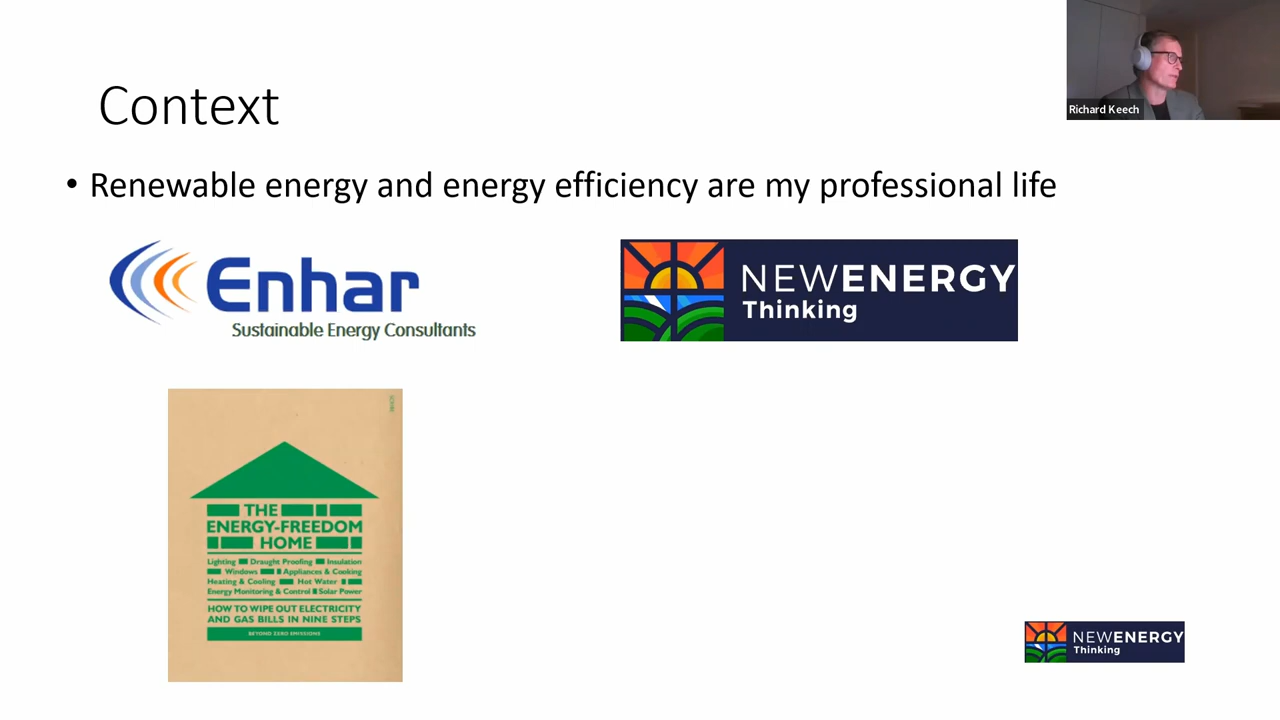 Context
Richard Keech
• Renewable energy and energy efficiency are my professional life
Enhar
Sustainable Energy Consultants
NEWENERGY
Thinking
THE
ENERGY-FREEDOM
HOME
Lighting Draught Proofing Insulation
Windows Appliances & Cooking
Heating & Cooling Hot Water
Energy Monitoring & Control Solar Power
HOW TO WIPE OUT ELECTRICITY
AND GAS BILLS IN NINE STEPS
BEYOND ZERO EMISSIONS
NEWENERGY
Thinking